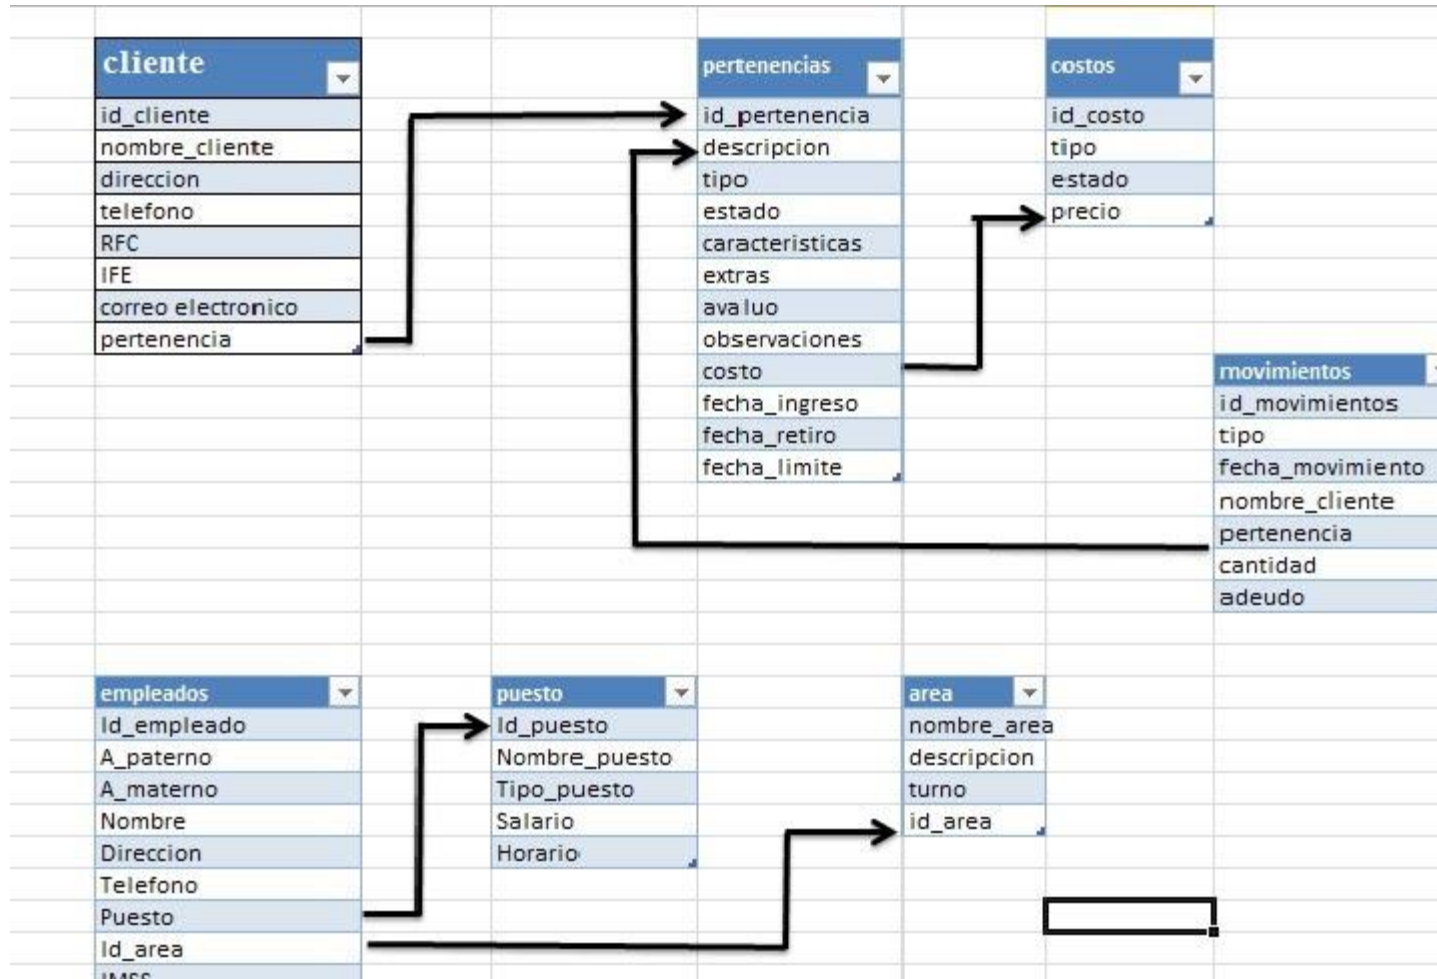 cliente
id_cliente
nombre_cliente
direccion
telefono
RFC
IFE
correo electronico
pertenencia
pertenencias
id_pertenencia
descripcion
tipo
estado
caracteristicas
extras
avaluo
observaciones
costo
fecha_ingreso
fecha_retiro
fecha_limite
costos
id_costo
tipo
estado
precio
movimientos
id_movimientos
tipo
fecha_movimiento
nombre_cliente
pertenencia
cantidad
adeudo
empleados
Id_empleado
A_paterno
A_materno
Nombre
Direccion
Telefono
Puesto
Id_area
IMSS
puesto
Id_puesto
Nombre_puesto
Tipo_puesto
Salario
Horario
area
nombre_area
descripcion
turno
id_area